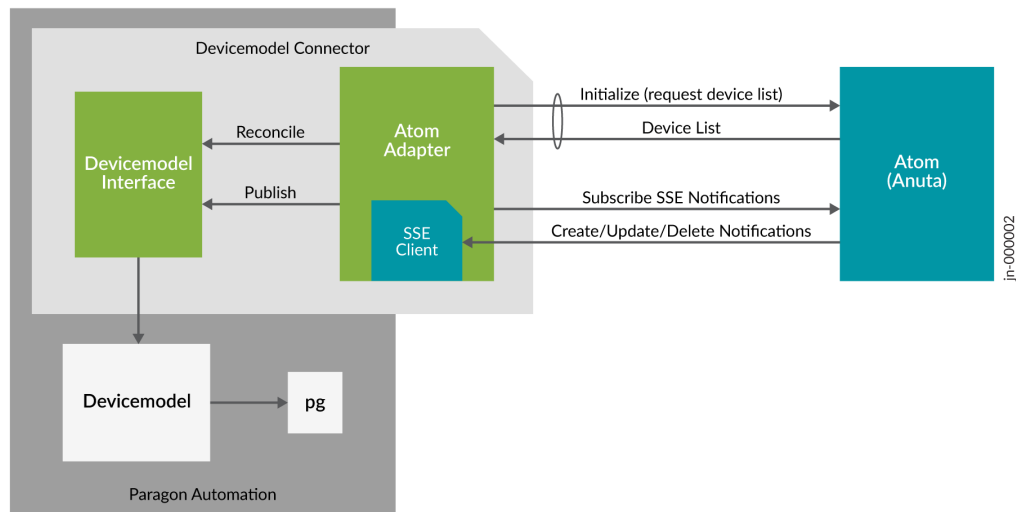 Devicemodel Connector
Devicemodel
Interface
Reconcile
Publish
Atom
Adapter
SSE
Client
Initialize (request device list)
Device List
Subscribe SSE Notifications
Create/Update/Delete Notifications
Atom
(Anuta)
jn-000002
Devicemodel
pg
Paragon Automation